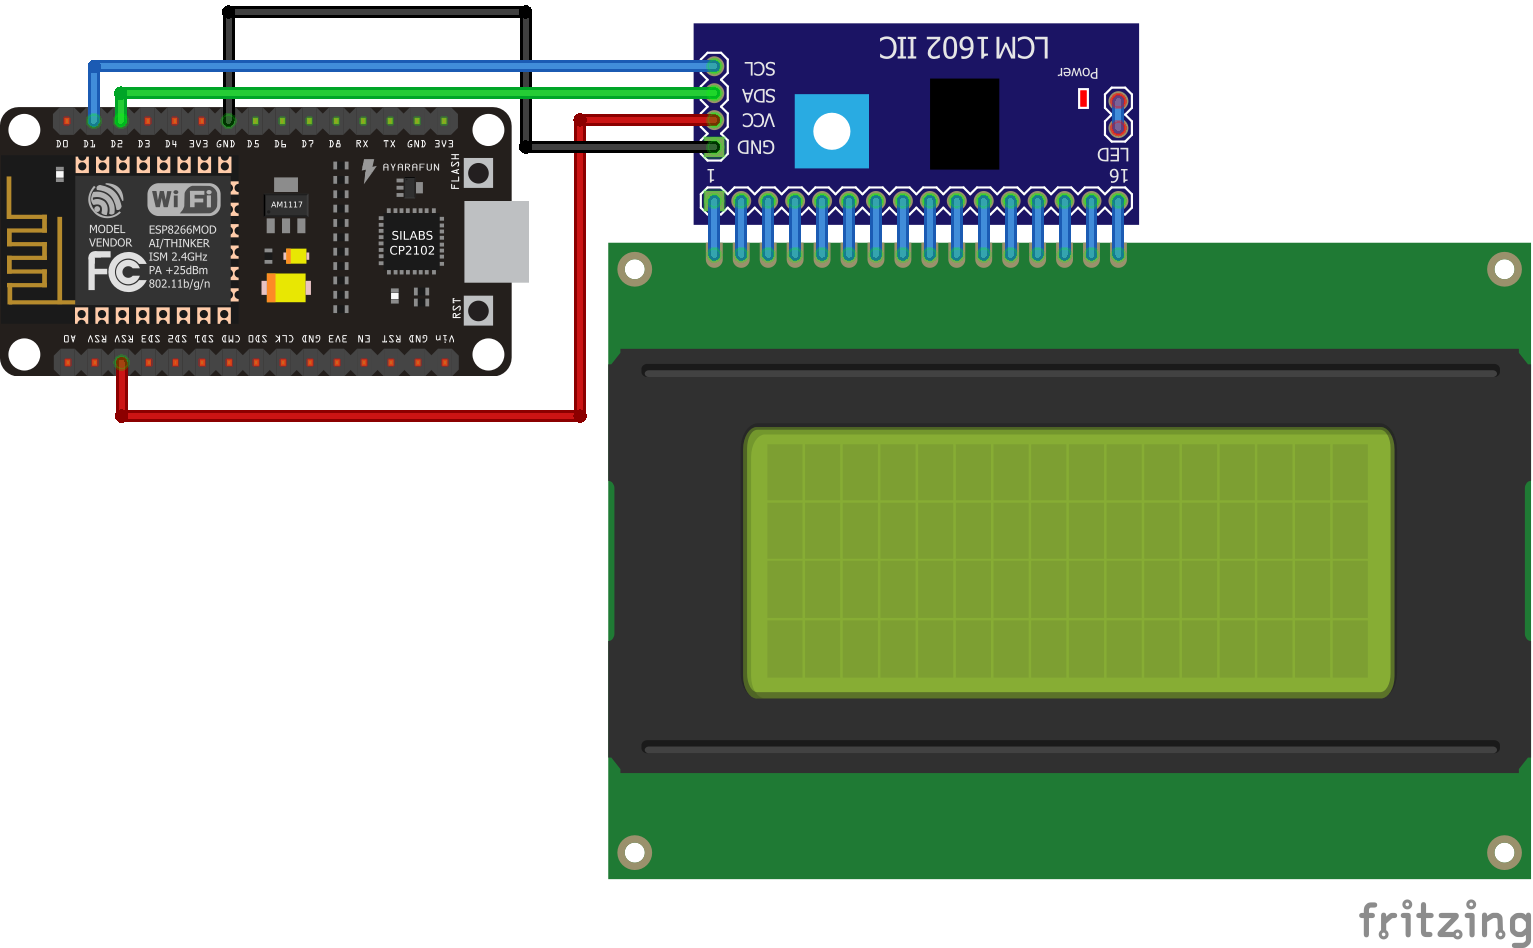 LCM 1602 IIC
SCL
SDA
VCC
GND
Power
LED
1
16
D0 D1 D2 D3 D4 3V3 GND D5 D6 D7 D8 RX TX GND 3V3
AYARAFUN
FLASH
WiFi
MODEL
VENDOR
ESP8266MOD
AI/THINKER
ISM 2.4GHz
PA +25dBm
802.11b/g/n
FC
AM1117
SILABS
CP2102
RST
A0 RSV RSV SD3 SD2 SD1 CMD SD0 CLK GND 3V3 EN RST GND Vin
fritzing